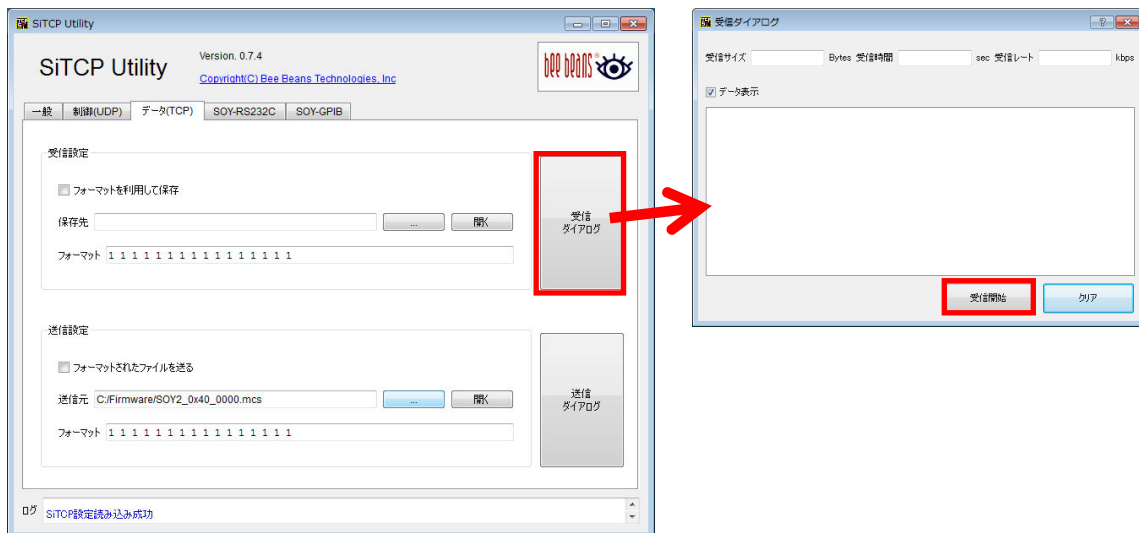 SiTCP Utility
SiTCP Utility
Version. 0.7.4
Copyright(C) Bee Beans Technologies, Inc
bee beans
一般 制御(UDP) データ(TCP) SOY-RS232C SOY-GPIB
受信設定
フォーマットを利用して保存
保存先 ... 開く
フォーマット 1 1 1 1 1 1 1 1 1 1 1 1 1 1 1 1
受信
ダイアログ
送信設定
フォーマットされたファイルを送る
送信元 C:/Firmware/SOY2_0x40_0000.mcs ... 開く
フォーマット 1 1 1 1 1 1 1 1 1 1 1 1 1 1 1 1
送信
ダイアログ
ログ SiTCP設定読み込み成功
受信ダイアログ
受信サイズ Bytes 受信時間 sec 受信レート kbps
データ表示
受信開始 クリア